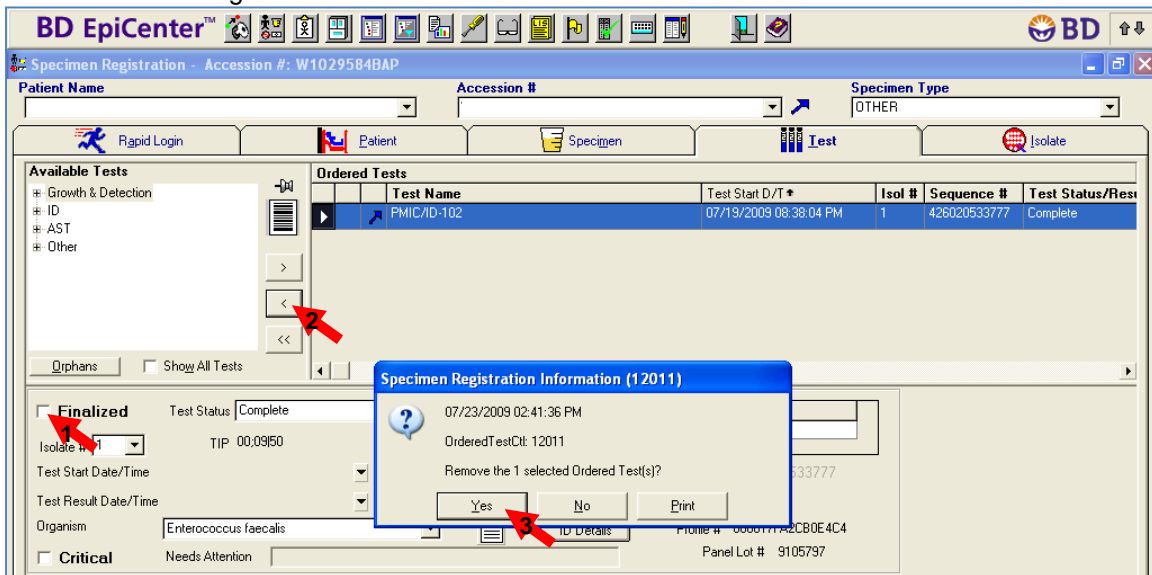 BD EpiCenter™ BD
Specimen Registration - Accession #: W1029584BAP
Patient Name Accession # Specimen Type
OTHER
Rapid Login Patient Specimen Test Isolate
Available Tests Ordered Tests
Growth & Detection
ID
AST
Other
Test Name Test Start D/T Isol # Sequence # Test Status/Resu
PMIC/ID-102 07/19/2009 08:38:04 PM 1 426020533777 Complete
>
<
2
<<
Orphans Show All Tests
Specimen Registration Information (12011)
07/23/2009 02:41:36 PM
OrderedTestCtl: 12011
Remove the 1 selected Ordered Test(s)?
Yes No Print
3
Finalized Test Status Complete
1
Isolate # 1 TIP 00;09|50
Test Start Date/Time 533777
Test Result Date/Time
Organism Enterococcus faecalis ID Details Profile #
Critical Needs Attention Panel Lot # 9105797